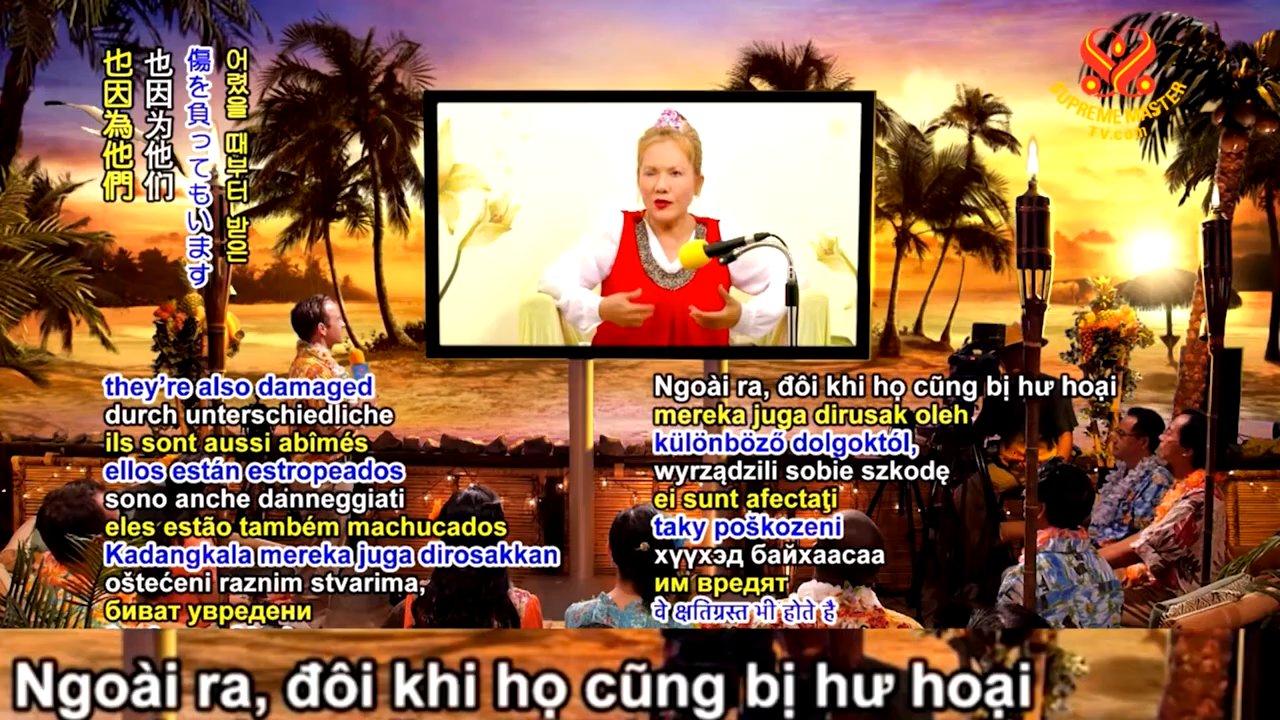 也因為他們
也因为他们
傷を負ってもいます
어렸을 때부터 받은
SUPREME MASTER
TV.com
they're also damaged
durch unterschiedliche
ils sont aussi abîmés
ellos están estropeados
sono anche danneggiati
eles estão também machucados
Kadangkala mereka juga dirosakkan
oštećeni raznim stvarima,
биват увредени
Ngoài ra, đôi khi họ cũng bị hư hoại
mereka juga dirusak oleh
különböző dolgoktól,
wyrządzili sobie szkodę
ei sunt afectaţi
taky poškozeni
хүүхэд байхаасаа
им вредят
वे क्षतिग्रस्त भी होते है
Ngoài ra, đôi khi họ cũng bị hư hoại